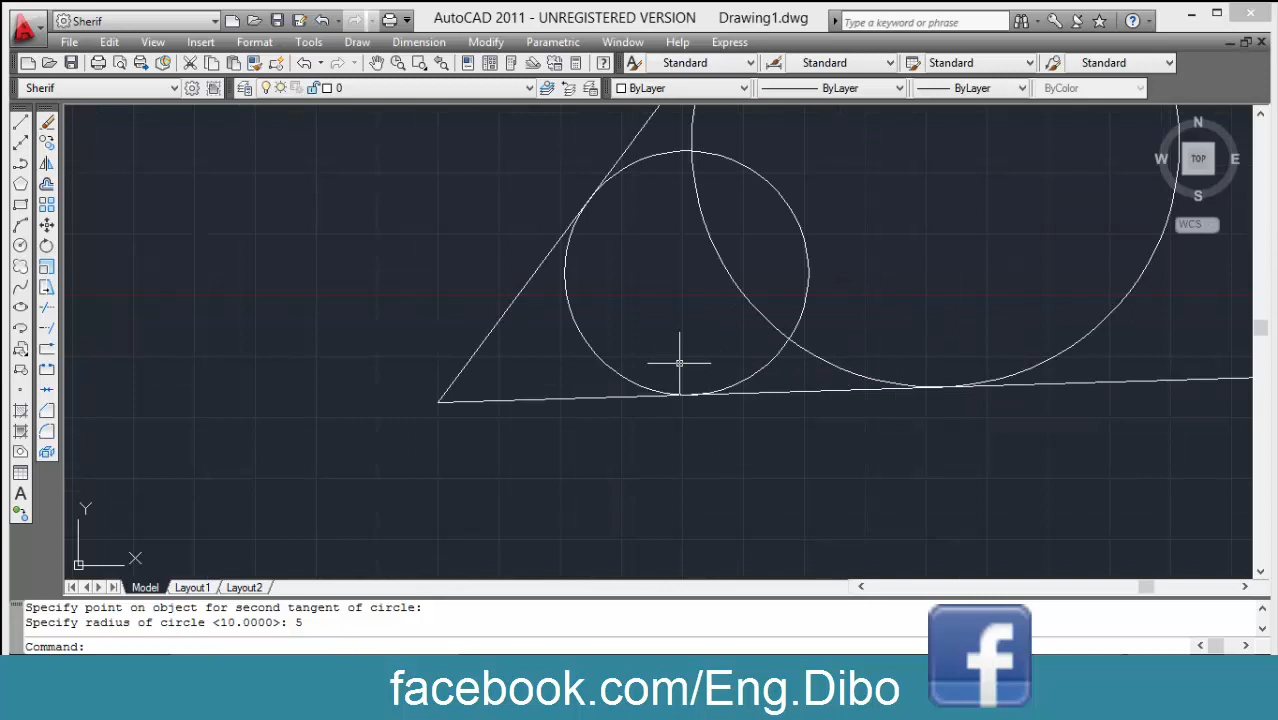 Sherif
AutoCAD 2011 - UNREGISTERED VERSION
Drawing1.dwg
Type a keyword or phrase
File Edit View Insert Format Tools Draw Dimension Modify Parametric Window Help Express
Standard Standard Standard Standard
Sherif 0 ByLayer ByLayer ByLayer ByColor
N
W TOP E
S
WCS
Y
X
Model Layout1 Layout2
Specify point on object for second tangent of circle:
Specify radius of circle <10.0000>: 5
Command:
facebook.com/Eng.Dibo